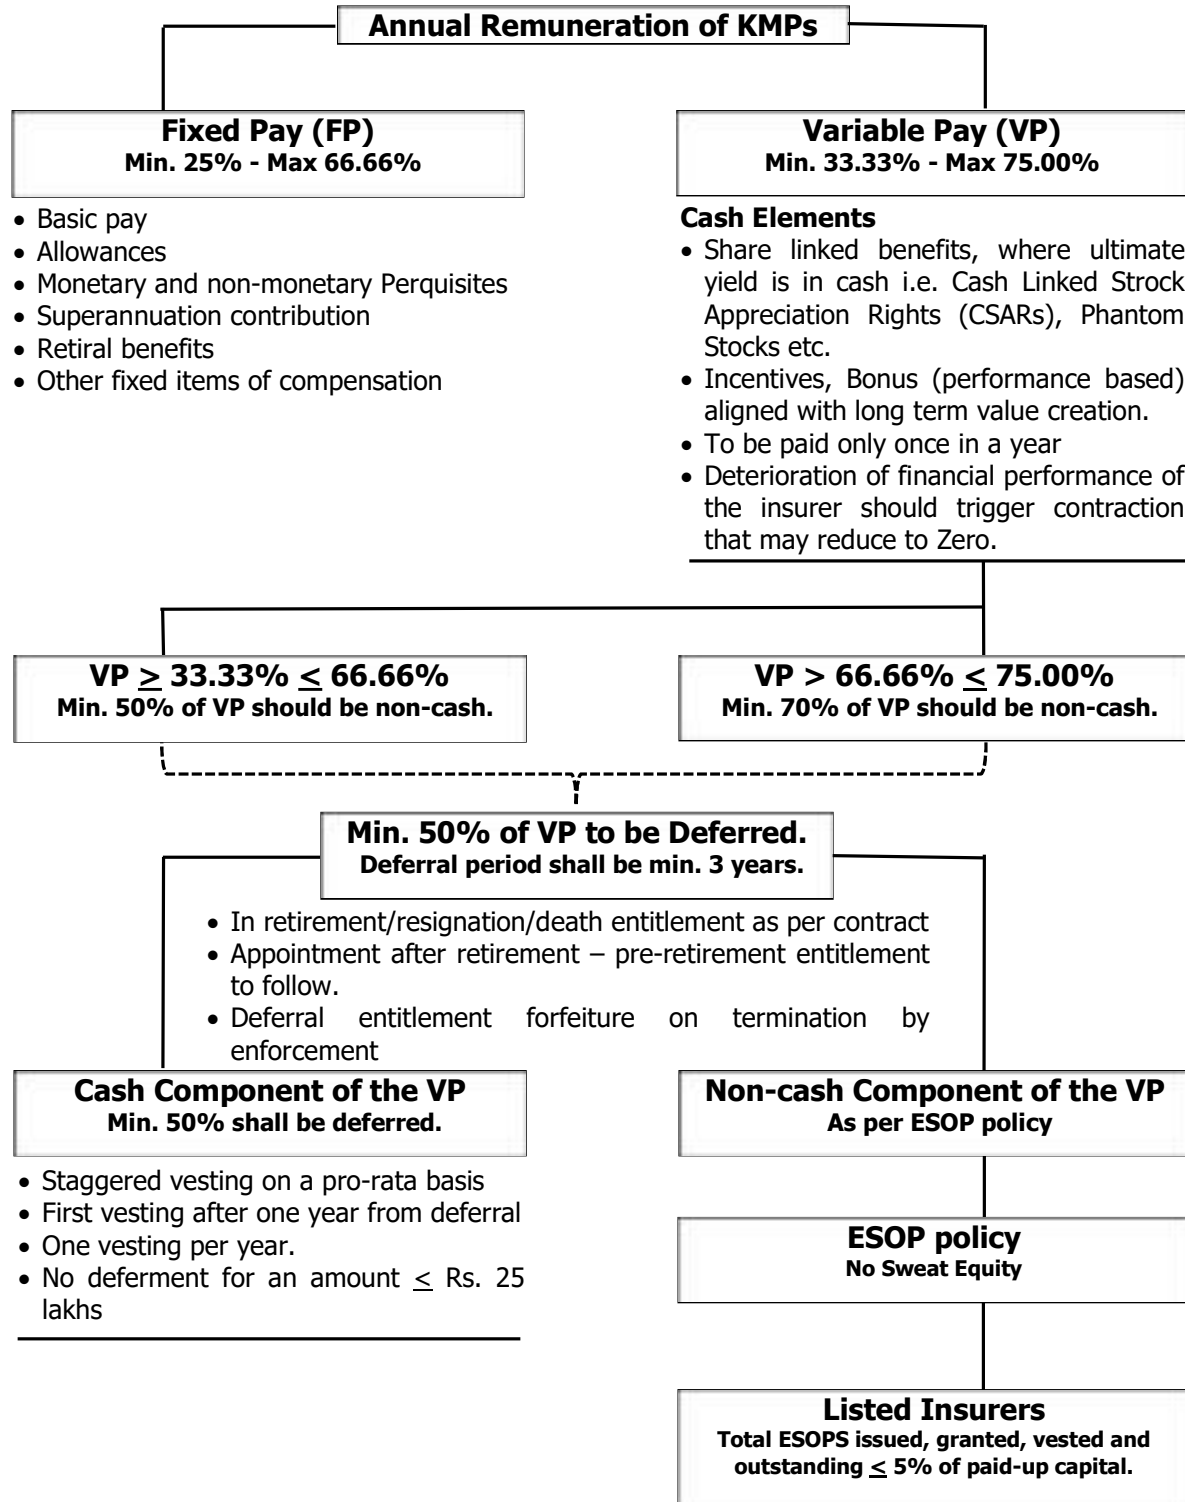 Annual Remuneration of KMPs
Fixed Pay (FP)
Min. 25% - Max 66.66%
• Basic pay
• Allowances
• Monetary and non-monetary Perquisites
• Superannuation contribution
• Retiral benefits
• Other fixed items of compensation
Variable Pay (VP)
Min. 33.33% - Max 75.00%
Cash Elements
• Share linked benefits, where ultimate
yield is in cash i.e. Cash Linked Strock
Appreciation Rights (CSARs), Phantom
Stocks etc.
• Incentives, Bonus (performance based)
aligned with long term value creation.
• To be paid only once in a year
• Deterioration of financial performance of
the insurer should trigger contraction
that may reduce to Zero.
VP ≥ 33.33% ≤ 66.66%
Min. 50% of VP should be non-cash.
VP > 66.66% ≤ 75.00%
Min. 70% of VP should be non-cash.
Min. 50% of VP to be Deferred.
Deferral period shall be min. 3 years.
• In retirement/resignation/death entitlement as per contract
• Appointment after retirement – pre-retirement entitlement
to follow.
• Deferral entitlement forfeiture on termination by
enforcement
Cash Component of the VP
Min. 50% shall be deferred.
• Staggered vesting on a pro-rata basis
• First vesting after one year from deferral
• One vesting per year.
• No deferment for an amount ≤ Rs. 25
lakhs
Non-cash Component of the VP
As per ESOP policy
ESOP policy
No Sweat Equity
Listed Insurers
Total ESOPS issued, granted, vested and
outstanding ≤ 5% of paid-up capital.